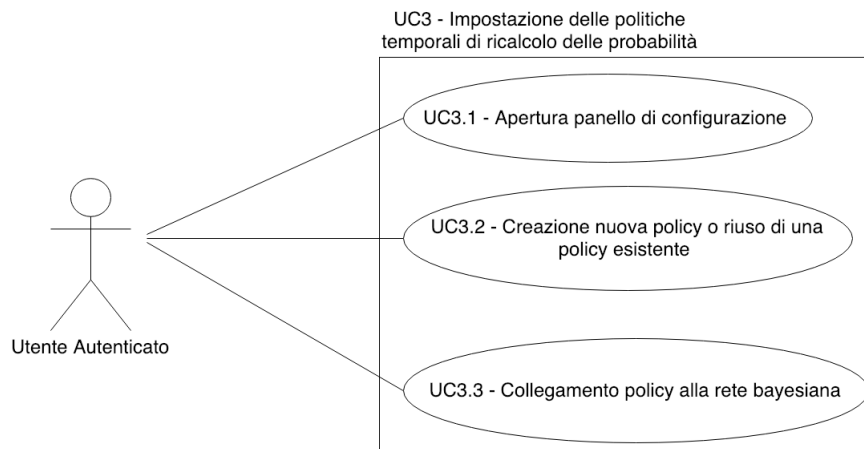 UC3 - Impostazione delle politiche
temporali di ricalcolo delle probabilità
UC3.1 - Apertura panello di configurazione
UC3.2 - Creazione nuova policy o riuso di una
policy esistente
Utente Autenticato
UC3.3 - Collegamento policy alla rete bayesiana